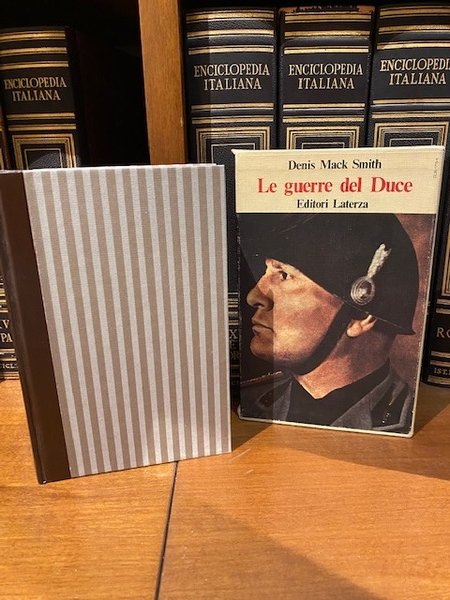 ENCICLOPEDIA
ITALIANA
ENCICLOPEDIA
ITALIANA
ENCICLOPEDIA
ITALIANA
ENCICLOPEDIA
ITALIANA
Denis Mack Smith
Le guerre del Duce
Editori Laterza